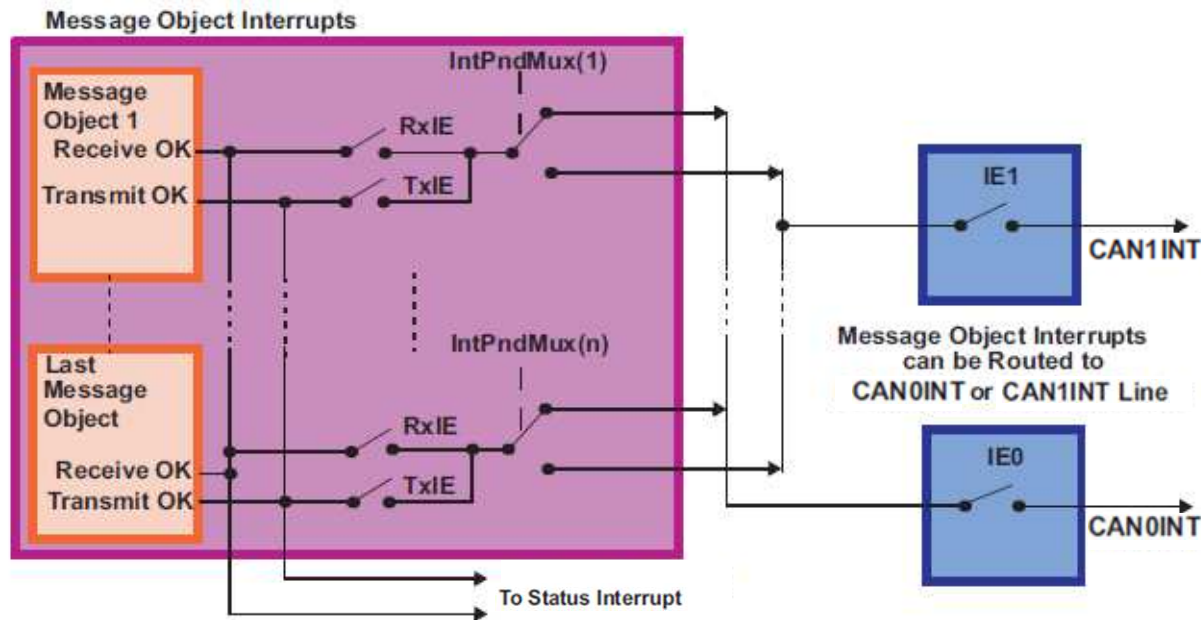 Message Object Interrupts
IntPndMux(1)
Message
Object 1
RxIE
Receive OK
IE1
Transmit OK
TxIE
CAN1INT
Message Object Interrupts
can be Routed to
CAN0INT or CAN1INT Line
IntPndMux(n)
Last
Message
Object
RxIE
IE0
Receive OK
TxIE
Transmit OK
CAN0INT
To Status Interrupt